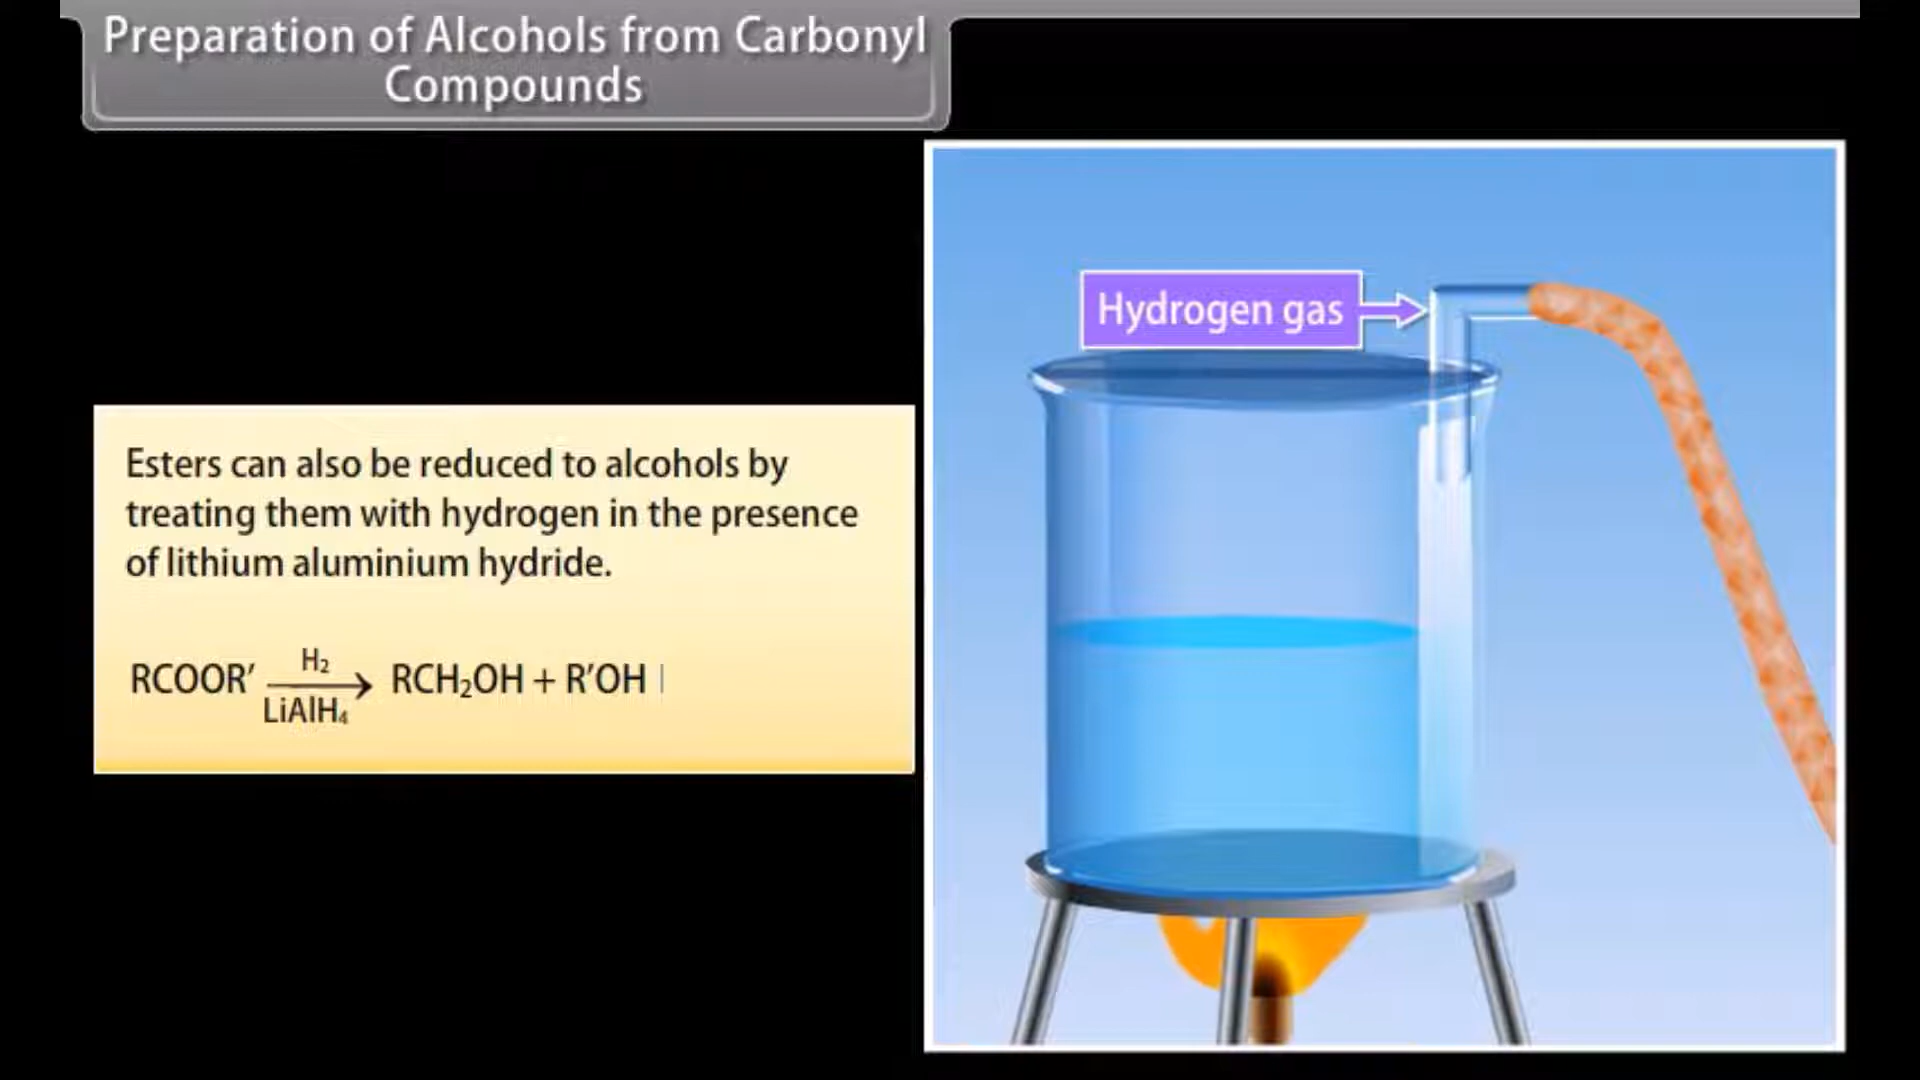 Preparation of Alcohols from Carbonyl
Compounds
Hydrogen gas
Esters can also be reduced to alcohols by
treating them with hydrogen in the presence
of lithium aluminium hydride.
H₂
RCOOR′ ⟶ RCH₂OH + R′OH
LiAlH₄